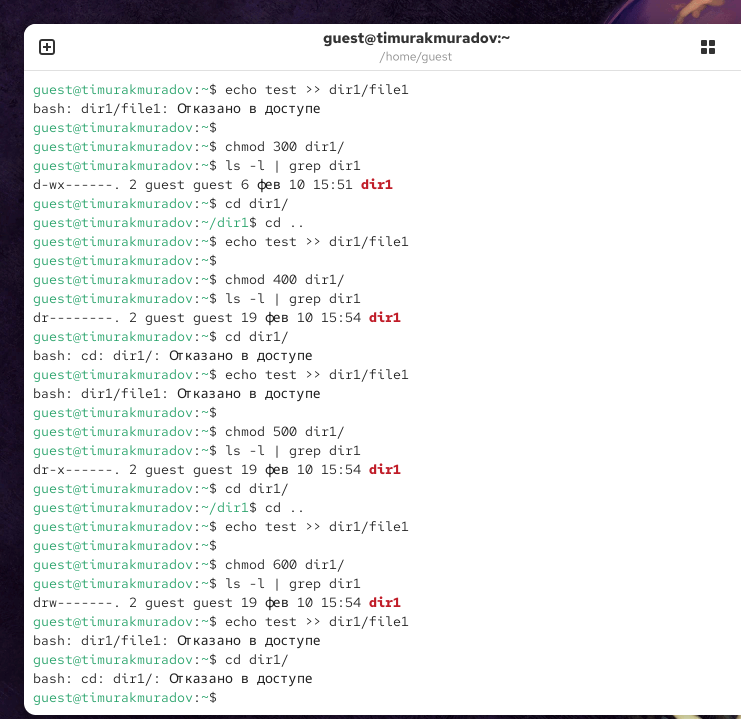 guest@timurakmuradov:~
/home/guest
guest@timurakmuradov:~$ echo test >> dir1/file1
bash: dir1/file1: Отказано в доступе
guest@timurakmuradov:~$
guest@timurakmuradov:~$ chmod 300 dir1/
guest@timurakmuradov:~$ ls -l | grep dir1
d-wx------. 2 guest guest 6 фев 10 15:51 dir1
guest@timurakmuradov:~$ cd dir1/
guest@timurakmuradov:~/dir1$ cd ..
guest@timurakmuradov:~$ echo test >> dir1/file1
guest@timurakmuradov:~$
guest@timurakmuradov:~$ chmod 400 dir1/
guest@timurakmuradov:~$ ls -l | grep dir1
dr--------. 2 guest guest 19 фев 10 15:54 dir1
guest@timurakmuradov:~$ cd dir1/
bash: cd: dir1/: Отказано в доступе
guest@timurakmuradov:~$ echo test >> dir1/file1
bash: dir1/file1: Отказано в доступе
guest@timurakmuradov:~$
guest@timurakmuradov:~$ chmod 500 dir1/
guest@timurakmuradov:~$ ls -l | grep dir1
dr-x------. 2 guest guest 19 фев 10 15:54 dir1
guest@timurakmuradov:~$ cd dir1/
guest@timurakmuradov:~/dir1$ cd ..
guest@timurakmuradov:~$ echo test >> dir1/file1
guest@timurakmuradov:~$
guest@timurakmuradov:~$ chmod 600 dir1/
guest@timurakmuradov:~$ ls -l | grep dir1
drw-------. 2 guest guest 19 фев 10 15:54 dir1
guest@timurakmuradov:~$ echo test >> dir1/file1
bash: dir1/file1: Отказано в доступе
guest@timurakmuradov:~$ cd dir1/
bash: cd: dir1/: Отказано в доступе
guest@timurakmuradov:~$